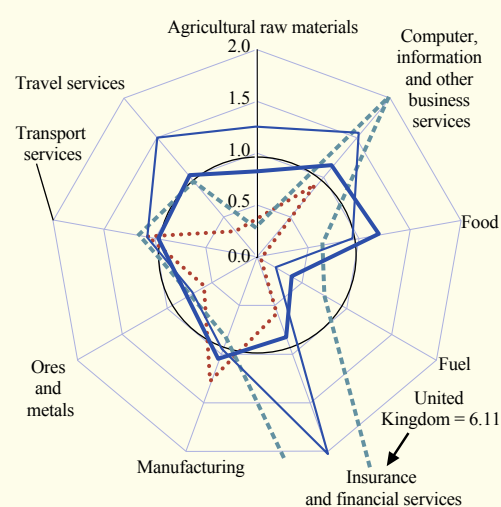 Agricultural raw materials
2.0
1.5
1.0
0.5
0.0
Computer,
information
and other
business
services
Food
Fuel
United
Kingdom = 6.11
Insurance
and financial services
Manufacturing
Ores
and
metals
Transport
services
Travel services